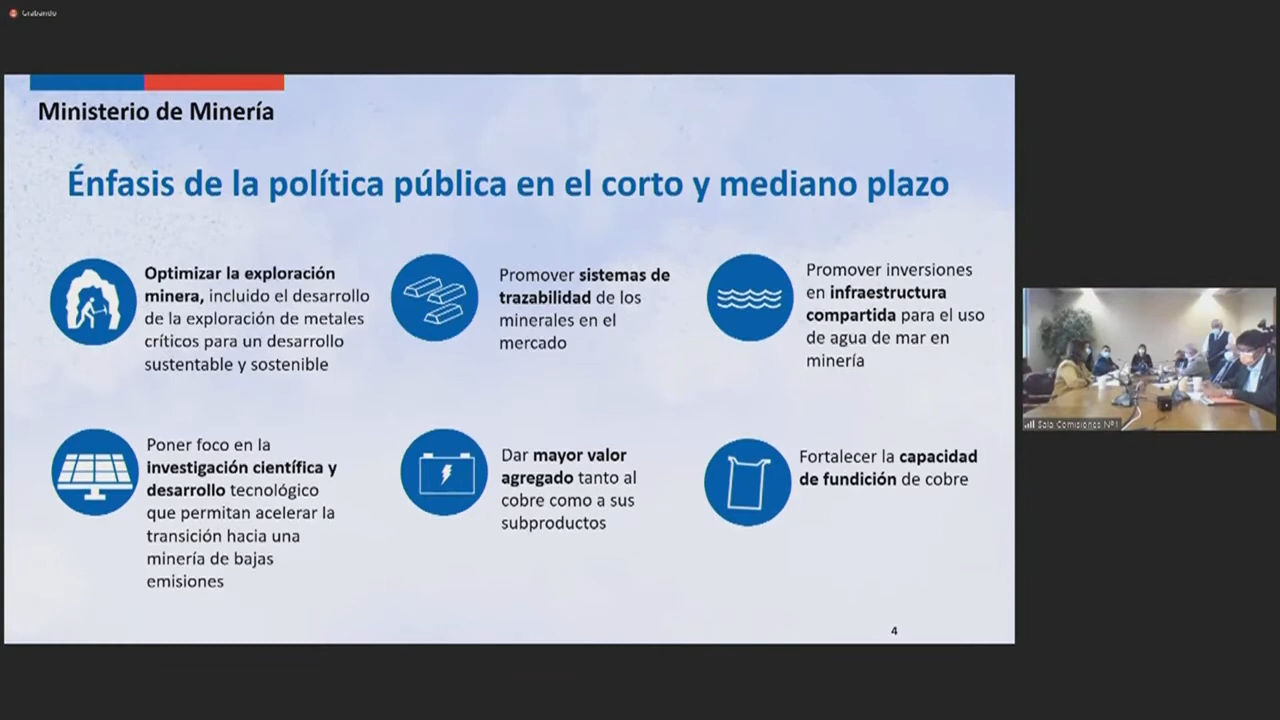 Grabando
Ministerio de Minería
Énfasis de la política pública en el corto y mediano plazo
Optimizar la exploración
minera, incluido el desarrollo
de la exploración de metales
críticos para un desarrollo
sustentable y sostenible
Promover sistemas de
trazabilidad de los
minerales en el
mercado
Promover inversiones
en infraestructura
compartida para el uso
de agua de mar en
minería
Poner foco en la
investigación científica y
desarrollo tecnológico
que permitan acelerar la
transición hacia una
minería de bajas
emisiones
Dar mayor valor
agregado tanto al
cobre como a sus
subproductos
Fortalecer la capacidad
de fundición de cobre
4
Sala Comisiones Nº1